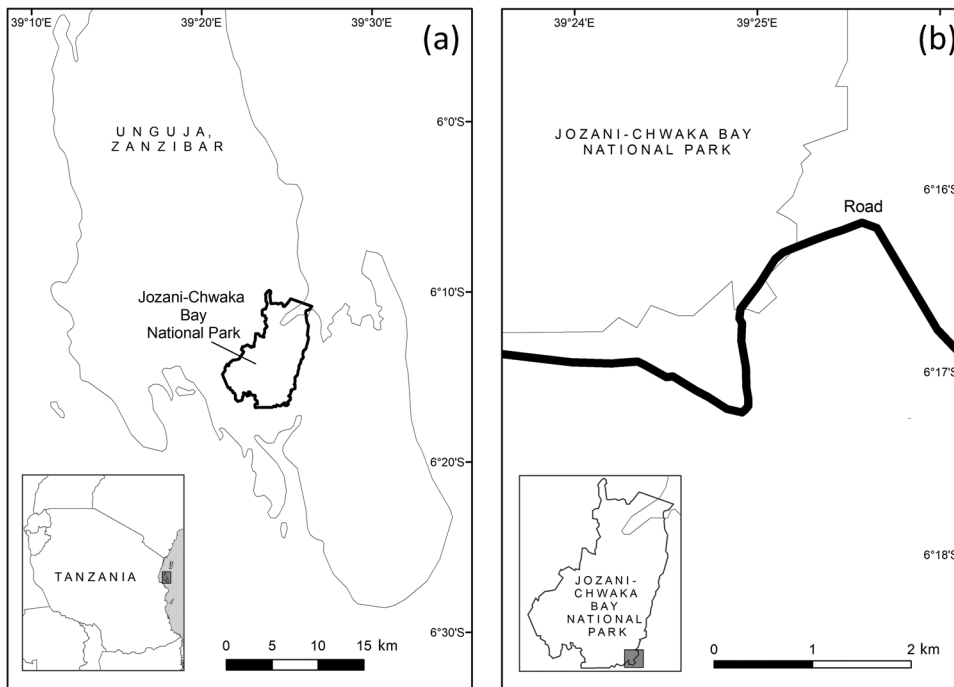 39°10'E
39°20'E
39°30'E
(a)
UNGUJA,
ZANZIBAR
6°0'S
Jozani-Chwaka
Bay
National Park
6°10'S
6°20'S
TANZANIA
0 5 10 15 km
6°30'S
39°24'E
39°25'E
(b)
JOZANI-CHWAKA BAY
NATIONAL PARK
6°16'S
Road
6°17'S
6°18'S
JOZANI-
CHWAKA
BAY
NATIONAL
PARK
0 1 2 km